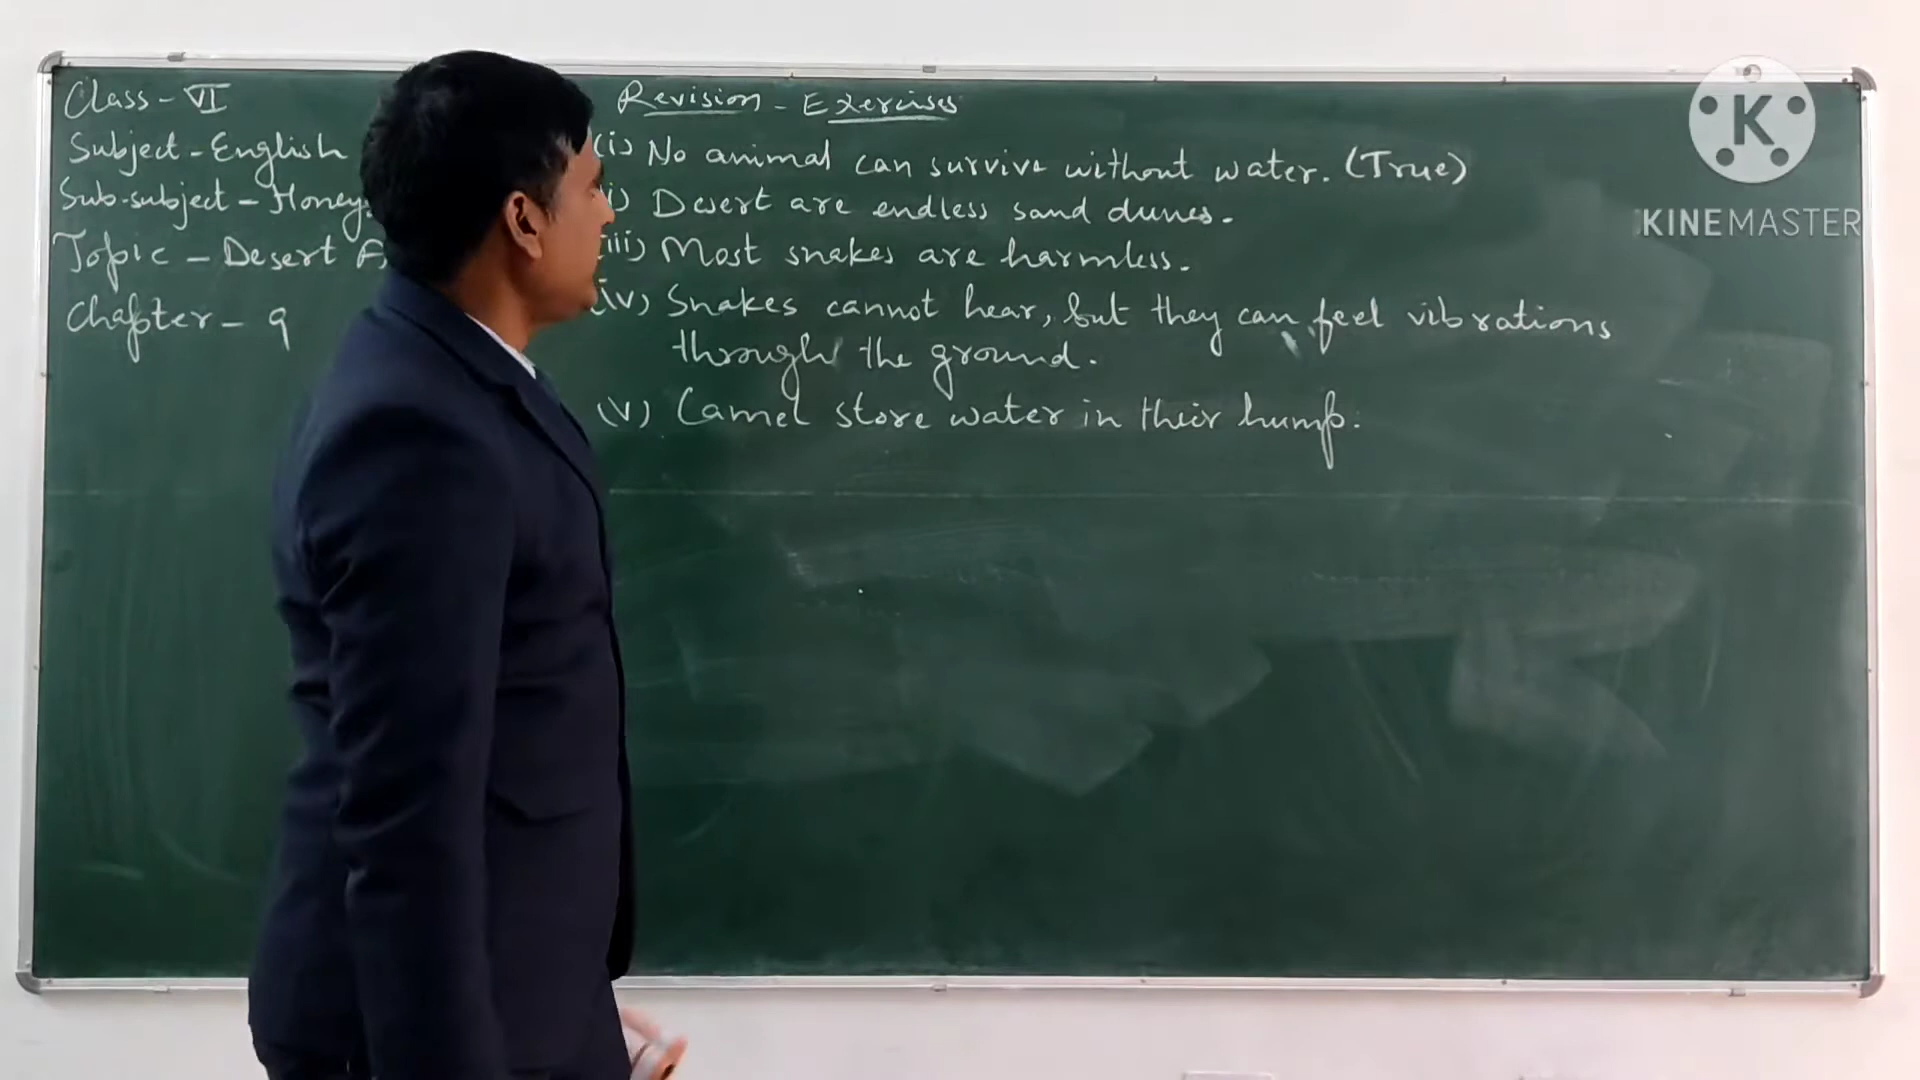 Class - VI
Subject - English
Sub-subject - Honey
Topic - Desert A
Chapter - 9
Revision - Exercises
(i) No animal can survive without water. (True)
i) Desert are endless sand dunes.
iii) Most snakes are harmless.
iv) Snakes cannot hear, but they can feel vibrations
through the ground.
(v) Camel store water in their hump.
K
KINEMASTER